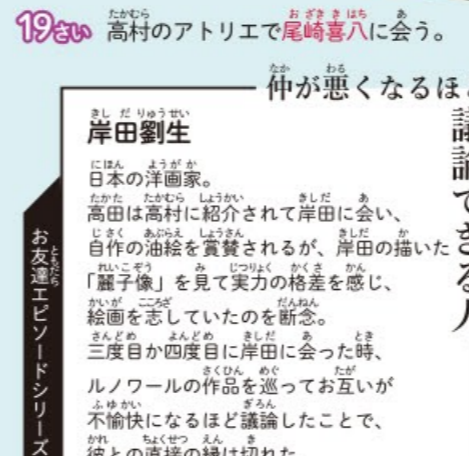 19さい 高村のアトリエで尾崎喜八に会う。
仲が悪くなるほ
議論できる人
岸田劉生
日本の洋画家。
高田は高村に紹介されて岸田に会い、
自作の油絵を賞賛されるが、岸田の描いた
「麗子像」を見て実力の格差を感じ、
絵画を志していたのを断念。
三度目か四度目に岸田に会った時、
ルノワールの作品を巡ってお互いが
不愉快になるほど議論したことで、
彼との直接の縁は切れた
お友達エピソードシリーズ